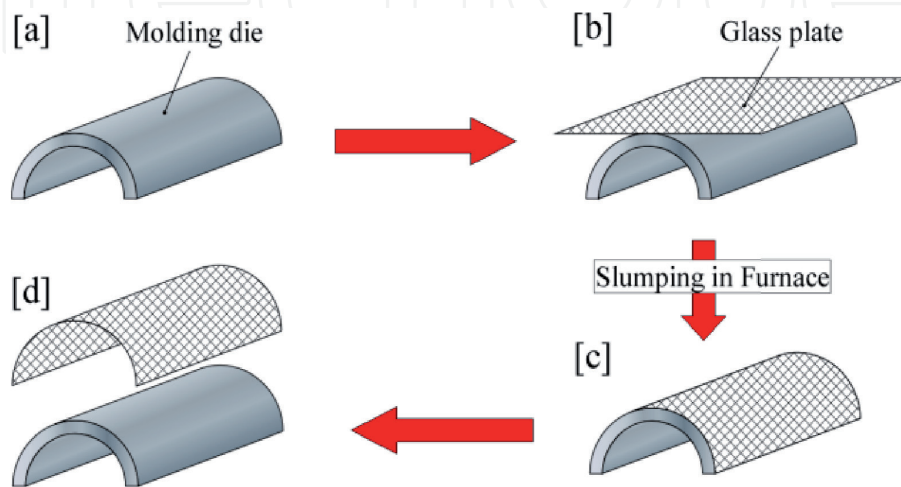 [a]
Molding die
[b]
Glass plate
Slumping in Furnace
[c]
[d]